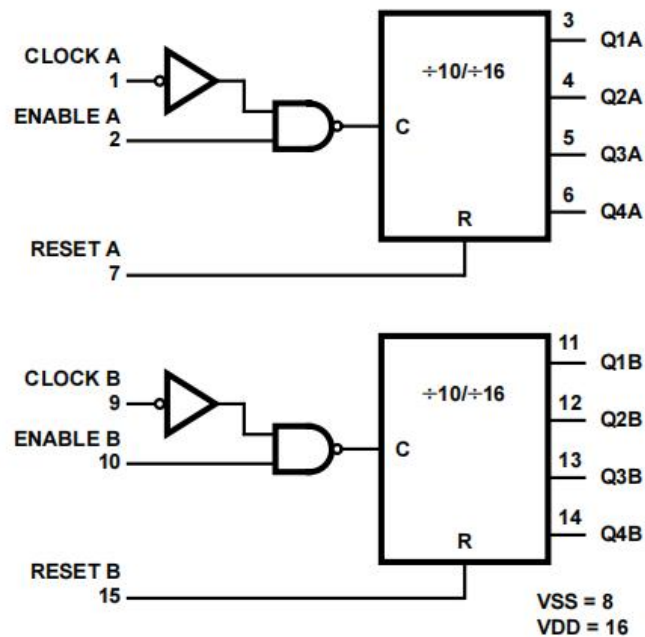 3 Q1A
CLOCK A
÷10/÷16
1
4 Q2A
ENABLE A
2
C
5 Q3A
6 Q4A
R
RESET A
7
11 Q1B
CLOCK B
÷10/÷16
9
12 Q2B
ENABLE B
10
C
13 Q3B
14 Q4B
R
RESET B
15
VSS = 8
VDD = 16